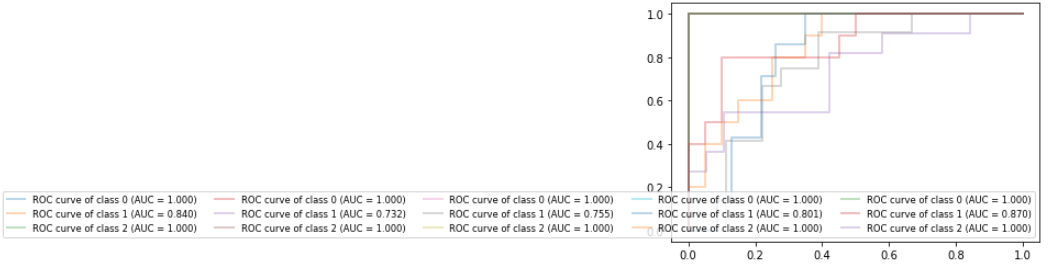 1.0
0.8
0.6
0.4
0.2
ROC curve of class 0 (AUC = 1.000) ROC curve of class 0 (AUC = 1.000) ROC curve of class 0 (AUC = 1.000) ROC curve of class 0 (AUC = 1.000) ROC curve of class 0 (AUC = 1.000)
ROC curve of class 1 (AUC = 0.840) ROC curve of class 1 (AUC = 0.732) ROC curve of class 1 (AUC = 0.755) ROC curve of class 1 (AUC = 0.801) ROC curve of class 1 (AUC = 0.870)
ROC curve of class 2 (AUC = 1.000) ROC curve of class 2 (AUC = 1.000) ROC curve of class 2 (AUC = 1.000) ROC curve of class 2 (AUC = 1.000) ROC curve of class 2 (AUC = 1.000)
0.0 0.2 0.4 0.6 0.8 1.0